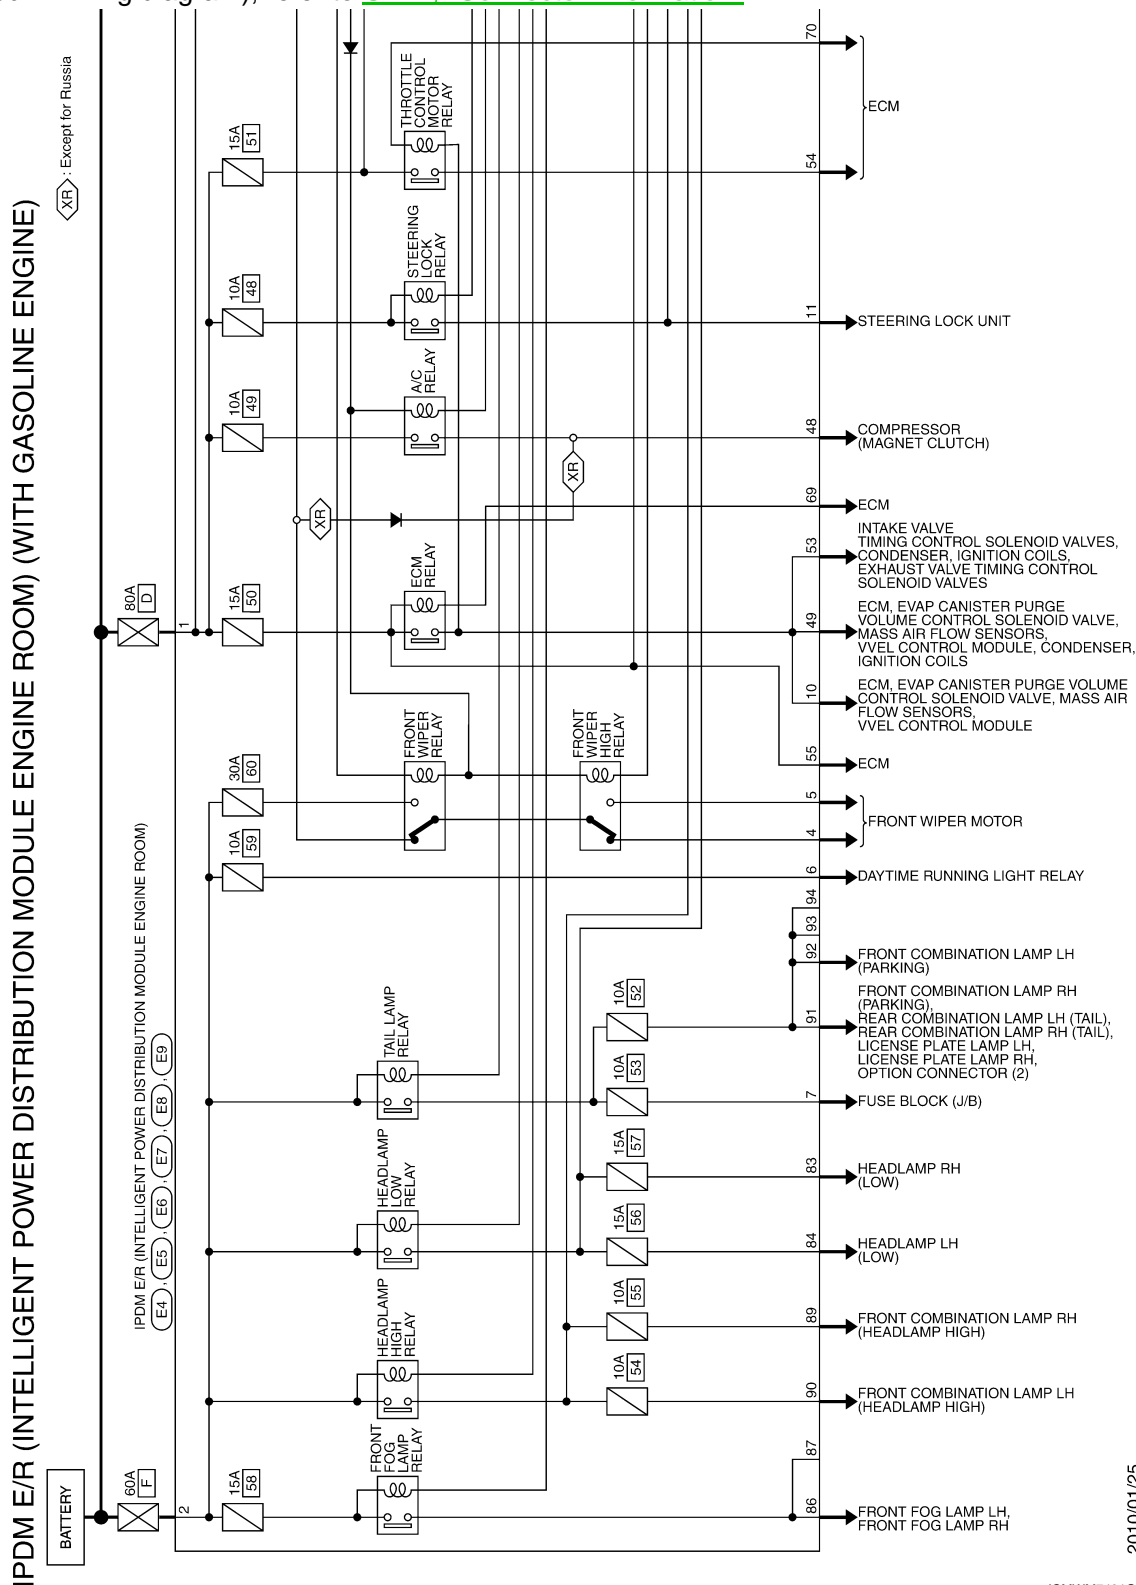 IPDM E/R (INTELLIGENT POWER DISTRIBUTION MODULE ENGINE ROOM) (WITH GASOLINE ENGINE)
XR : Except for Russia
BATTERY
60A
F
80A
D
IPDM E/R (INTELLIGENT POWER DISTRIBUTION MODULE ENGINE ROOM)
E4 , E5 , E6 , E7 , E8 , E9
2
1
15A
51
THROTTLE
CONTROL
MOTOR
RELAY
70
54
ECM
10A
48
STEERING
LOCK
RELAY
11
STEERING LOCK UNIT
10A
49
A/C
RELAY
48
COMPRESSOR
(MAGNET CLUTCH)
XR
XR
69
ECM
15A
50
ECM
RELAY
53
INTAKE VALVE
TIMING CONTROL SOLENOID VALVES,
CONDENSER, IGNITION COILS,
EXHAUST VALVE TIMING CONTROL
SOLENOID VALVES
49
ECM, EVAP CANISTER PURGE
VOLUME CONTROL SOLENOID VALVE,
MASS AIR FLOW SENSORS,
VVEL CONTROL MODULE, CONDENSER,
IGNITION COILS
10
ECM, EVAP CANISTER PURGE VOLUME
CONTROL SOLENOID VALVE, MASS AIR
FLOW SENSORS,
VVEL CONTROL MODULE
55
ECM
30A
60
FRONT
WIPER
RELAY
FRONT
WIPER
HIGH
RELAY
5
4
FRONT WIPER MOTOR
10A
59
6
DAYTIME RUNNING LIGHT RELAY
94
93
92
FRONT COMBINATION LAMP LH
(PARKING)
10A
52
91
FRONT COMBINATION LAMP RH
(PARKING),
REAR COMBINATION LAMP LH (TAIL),
REAR COMBINATION LAMP RH (TAIL),
LICENSE PLATE LAMP LH,
LICENSE PLATE LAMP RH,
OPTION CONNECTOR (2)
TAIL LAMP
RELAY
10A
53
7
FUSE BLOCK (J/B)
15A
57
83
HEADLAMP RH
(LOW)
HEADLAMP
LOW
RELAY
15A
56
84
HEADLAMP LH
(LOW)
10A
55
89
FRONT COMBINATION LAMP RH
(HEADLAMP HIGH)
HEADLAMP
HIGH
RELAY
10A
54
90
FRONT COMBINATION LAMP LH
(HEADLAMP HIGH)
15A
58
FRONT
FOG
LAMP
RELAY
87
86
FRONT FOG LAMP LH,
FRONT FOG LAMP RH
2010/01/25